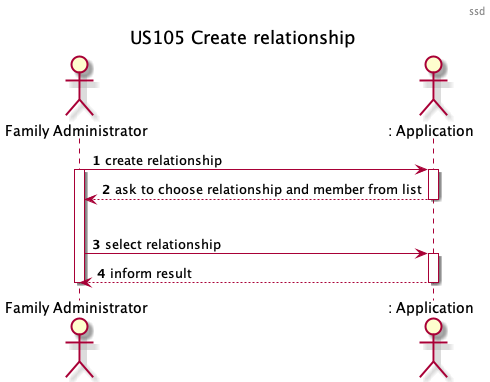 ssd
US105 Create relationship
Family Administrator
: Application
1 create relationship
2 ask to choose relationship and member from list
3 select relationship
4 inform result
Family Administrator
: Application